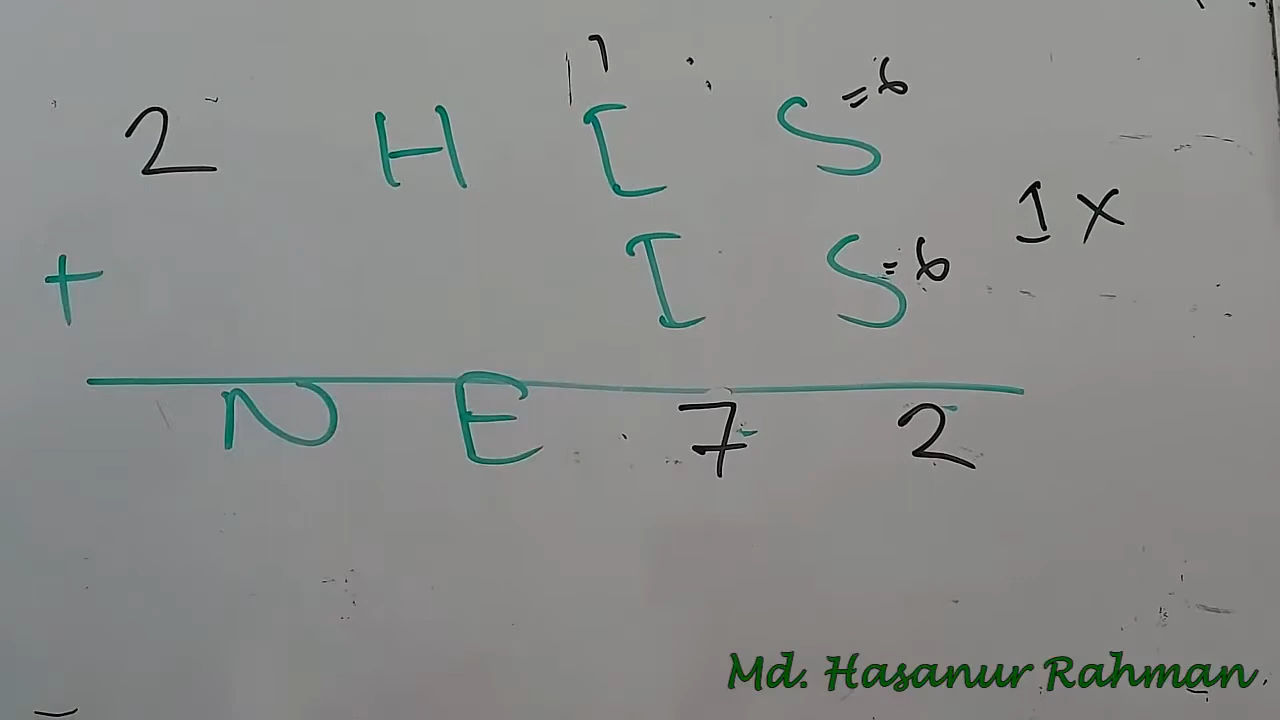 1
2 H I S = 6
+ I S = 6 1 X
N E 7 2
Md. Hasanur Rahman